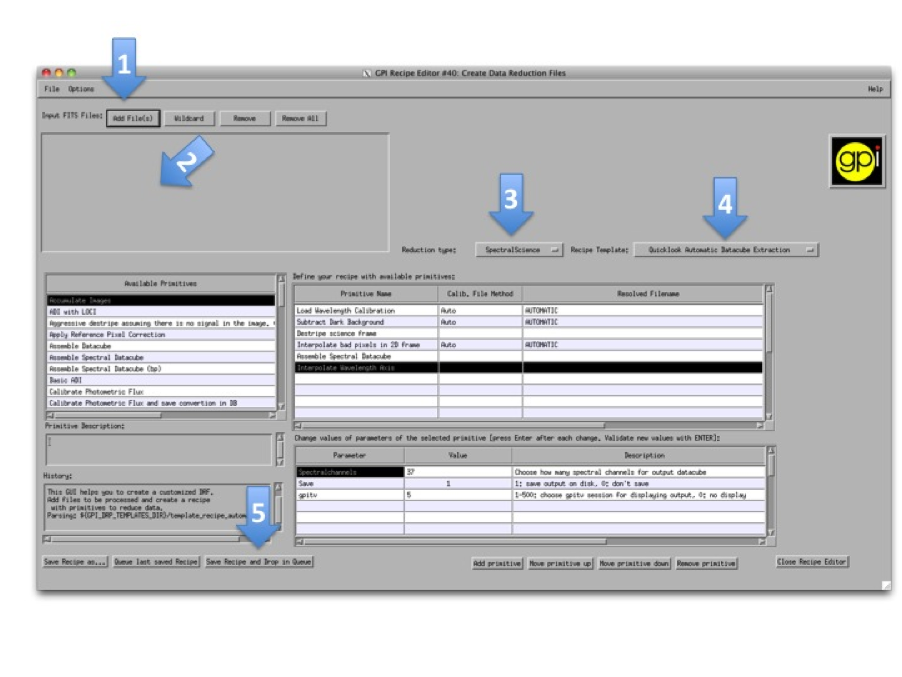 1
GPI Recipe Editor #40: Create Data Reduction Files
File Options Help
Input FITS Files: Add File(s) Wildcard Remove Remove All
2
gpi
3
4
Reduction type: SpectralScience Recipe Template: Quicklook Automatic Datacube Extraction
Define your recipe with available primitives:
Available Primitives
Primitive Name Calib. File Method Resolved Filename
Accumulate Images
ADI with LOCI
Aggressive destripe assuming there is no signal in the image.
Apply Reference Pixel Correction
Assemble Datacube
Assemble Spectral Datacube
Assemble Spectral Datacube (bp)
Basic ADI
Calibrate Photometric Flux
Calibrate Photometric Flux and save convertion in DB
Load Wavelength Calibration Auto AUTOMATIC
Subtract Dark Background Auto AUTOMATIC
Destripe science frame
Interpolate bad pixels in 2D frame Auto AUTOMATIC
Assemble Spectral Datacube
Interpolate Wavelength Axis
Primitive Description:
Change values of parameters of the selected primitive [press Enter after each change. Validate new values with ENTER]:
Parameter Value Description
Spectralchannels 37 Choose how many spectral channels for output datacube
Save 1 1: save output on disk, 0: don't save
gpitv 5 1-500: choose gpitv session for displaying output, 0: no display
History:
This GUI helps you to create a customized DRF.
Add files to be processed and create a recipe
with primitives to reduce data.
Parsing: $(GPI_DRP_TEMPLATES_DIR)/template_recipe_autom
5
Save Recipe as... Queue last saved Recipe Save Recipe and Drop in Queue Add primitive Move primitive up Move primitive down Remove primitive Close Recipe Editor